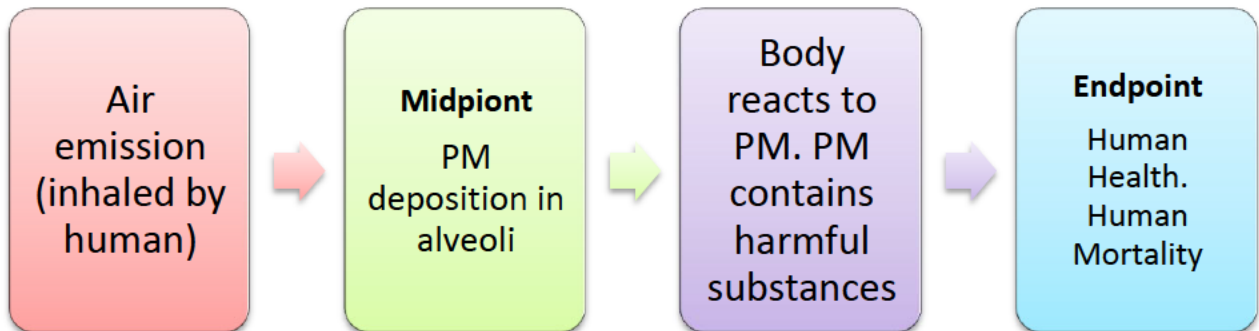 Air
emission
(inhaled by
human)
Midpiont
PM
deposition in
alveoli
Body
reacts to
PM. PM
contains
harmful
substances
Endpoint
Human
Health.
Human
Mortality